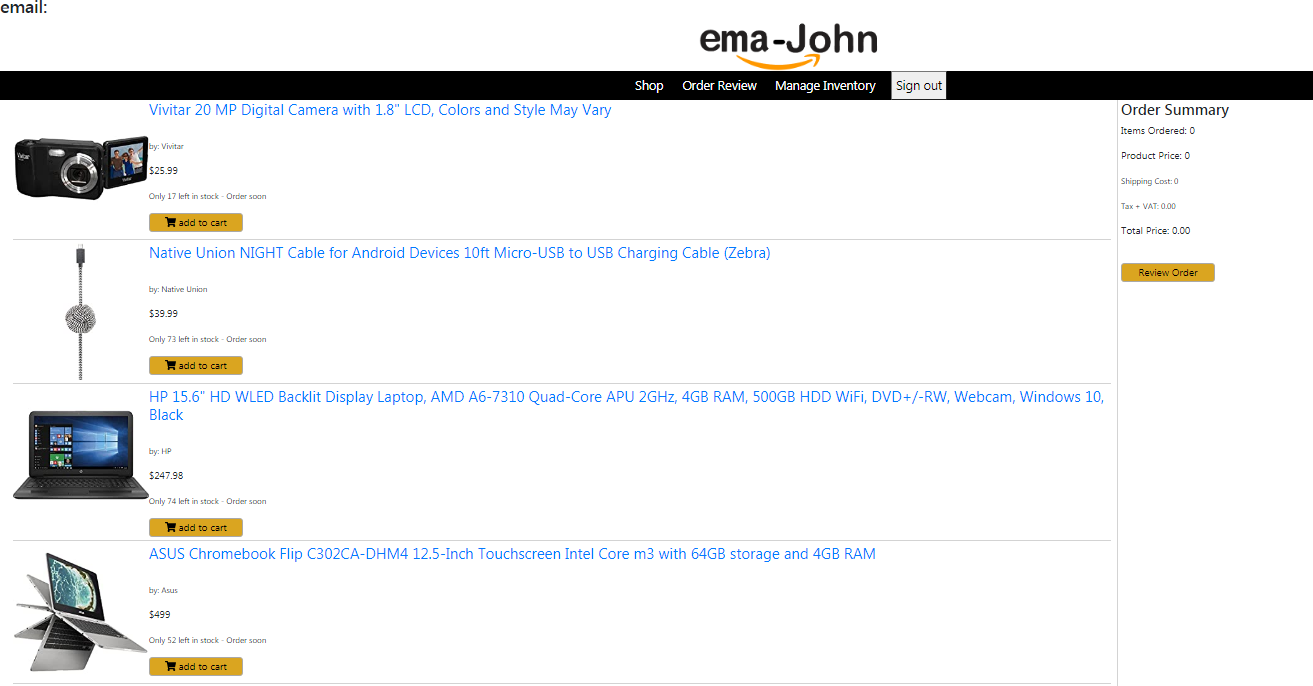 email:
ema-John
Shop Order Review Manage Inventory Sign out
Vivitar 20 MP Digital Camera with 1.8" LCD, Colors and Style May Vary
by: Vivitar
$25.99
Only 17 left in stock - Order soon
add to cart
Native Union NIGHT Cable for Android Devices 10ft Micro-USB to USB Charging Cable (Zebra)
by: Native Union
$39.99
Only 73 left in stock - Order soon
add to cart
HP 15.6" HD WLED Backlit Display Laptop, AMD A6-7310 Quad-Core APU 2GHz, 4GB RAM, 500GB HDD WiFi, DVD+/-RW, Webcam, Windows 10,
Black
by: HP
$247.98
Only 74 left in stock - Order soon
add to cart
ASUS Chromebook Flip C302CA-DHM4 12.5-Inch Touchscreen Intel Core m3 with 64GB storage and 4GB RAM
by: Asus
$499
Only 52 left in stock - Order soon
add to cart
Order Summary
Items Ordered: 0
Product Price: 0
Shipping Cost: 0
Tax + VAT: 0.00
Total Price: 0.00
Review Order